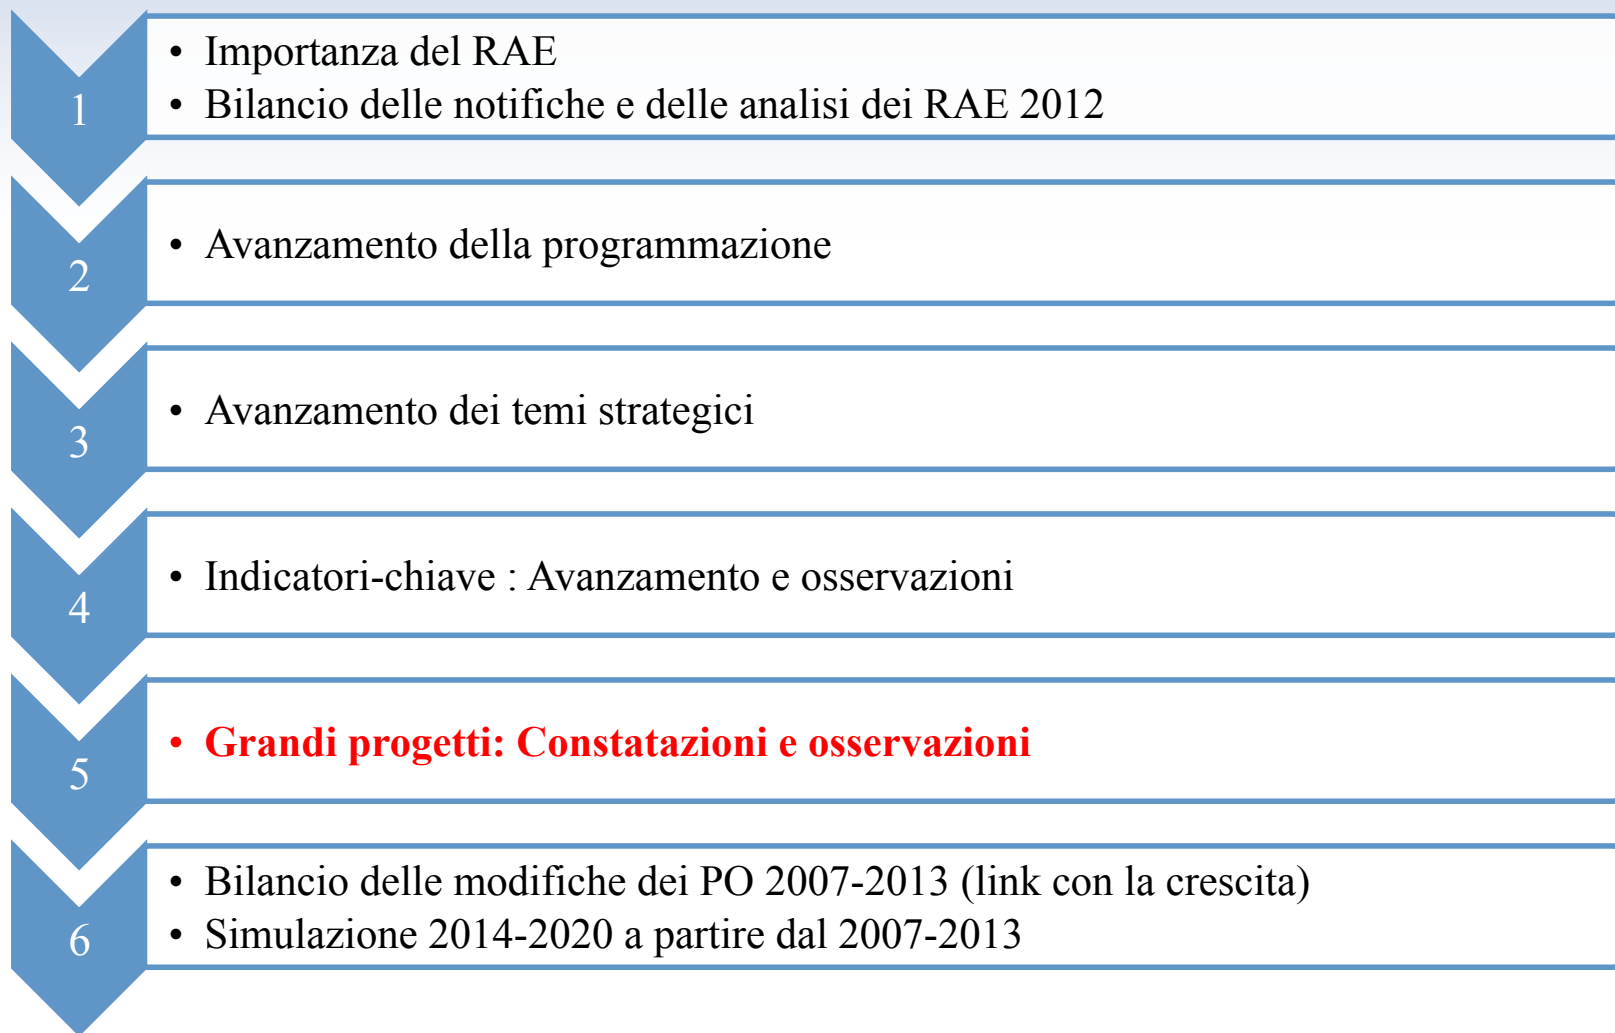 1
• Importanza del RAE
• Bilancio delle notifiche e delle analisi dei RAE 2012
2
• Avanzamento della programmazione
3
• Avanzamento dei temi strategici
4
• Indicatori-chiave : Avanzamento e osservazioni
5
• Grandi progetti: Constatazioni e osservazioni
6
• Bilancio delle modifiche dei PO 2007-2013 (link con la crescita)
• Simulazione 2014-2020 a partire dal 2007-2013